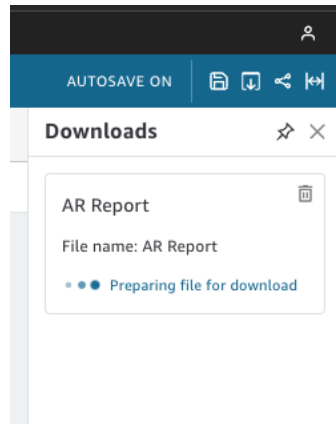 AUTOSAVE ON
Downloads
AR Report
File name: AR Report
Preparing file for download